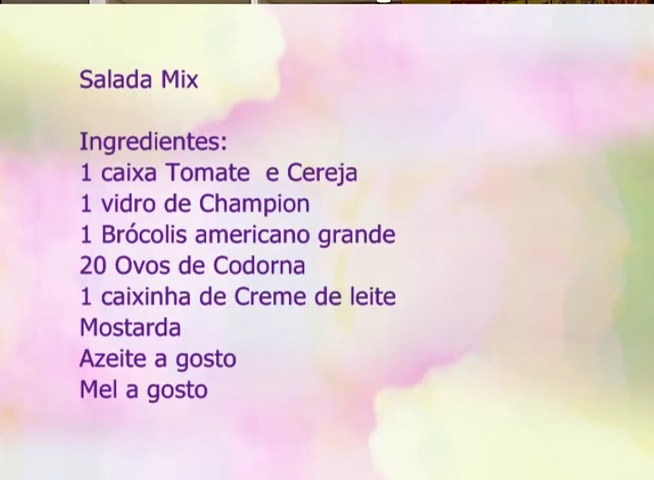 Salada Mix
Ingredientes:
1 caixa Tomate e Cereja
1 vidro de Champion
1 Brócolis americano grande
20 Ovos de Codorna
1 caixinha de Creme de leite
Mostarda
Azeite a gosto
Mel a gosto